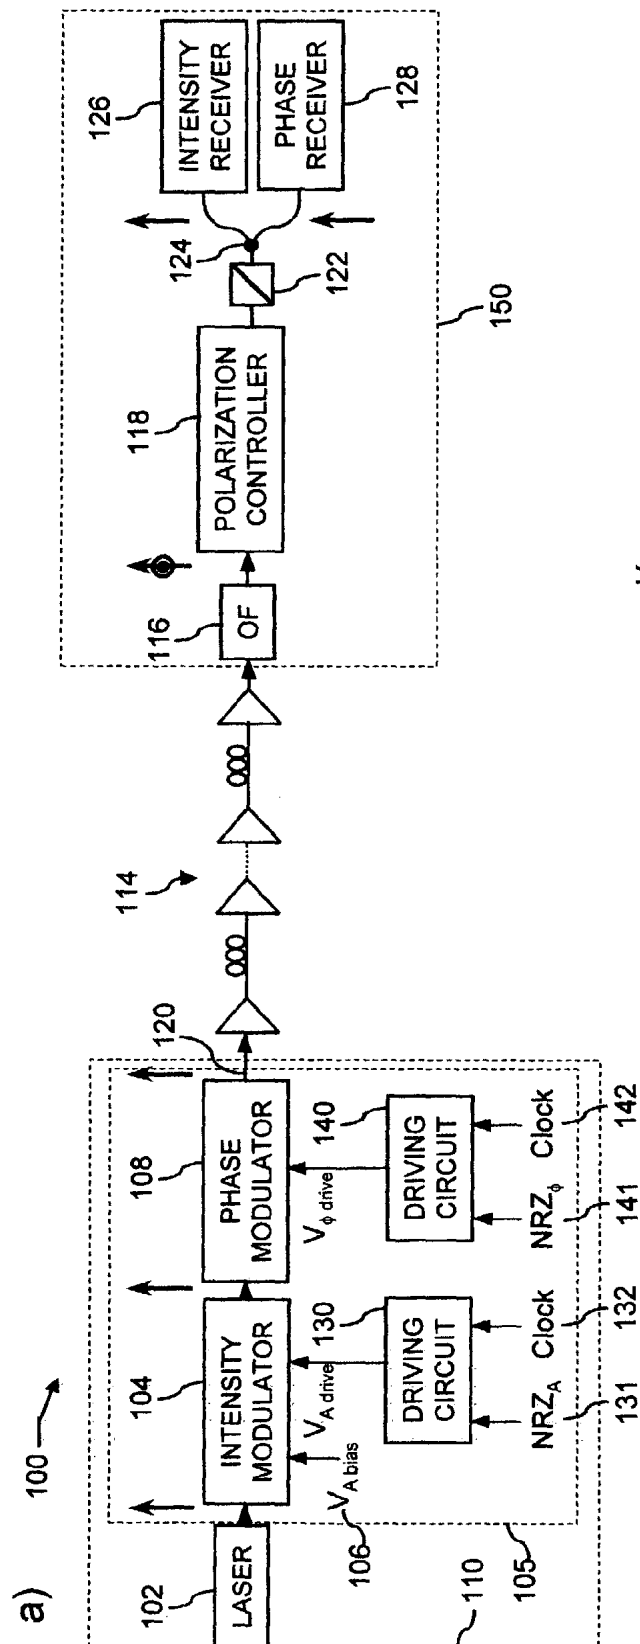 a)
100
102
LASER
104
INTENSITY
MODULATOR
108
PHASE
MODULATOR
120
V_A bias
106
V_A drive
130
DRIVING
CIRCUIT
NRZ_A
131
Clock
132
V_ϕ drive
140
DRIVING
CIRCUIT
NRZ_ϕ
141
Clock
142
105
110
114
116
OF
118
POLARIZATION
CONTROLLER
122
124
126
INTENSITY
RECEIVER
PHASE
RECEIVER
128
150